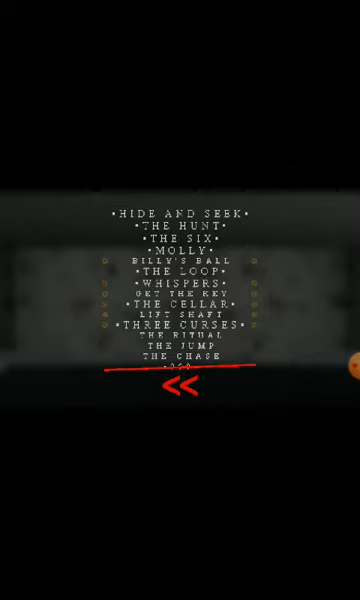 •HIDE AND SEEK•
•THE HUNT•
•THE SIX•
•MOLLY•
BILLY'S BALL
•THE LOOP•
•WHISPERS•
GET THE KEY
•THE CELLAR•
LIFT SHAFT
•THREE CURSES•
THE RITUAL
THE JUMP
THE CHASE
<<